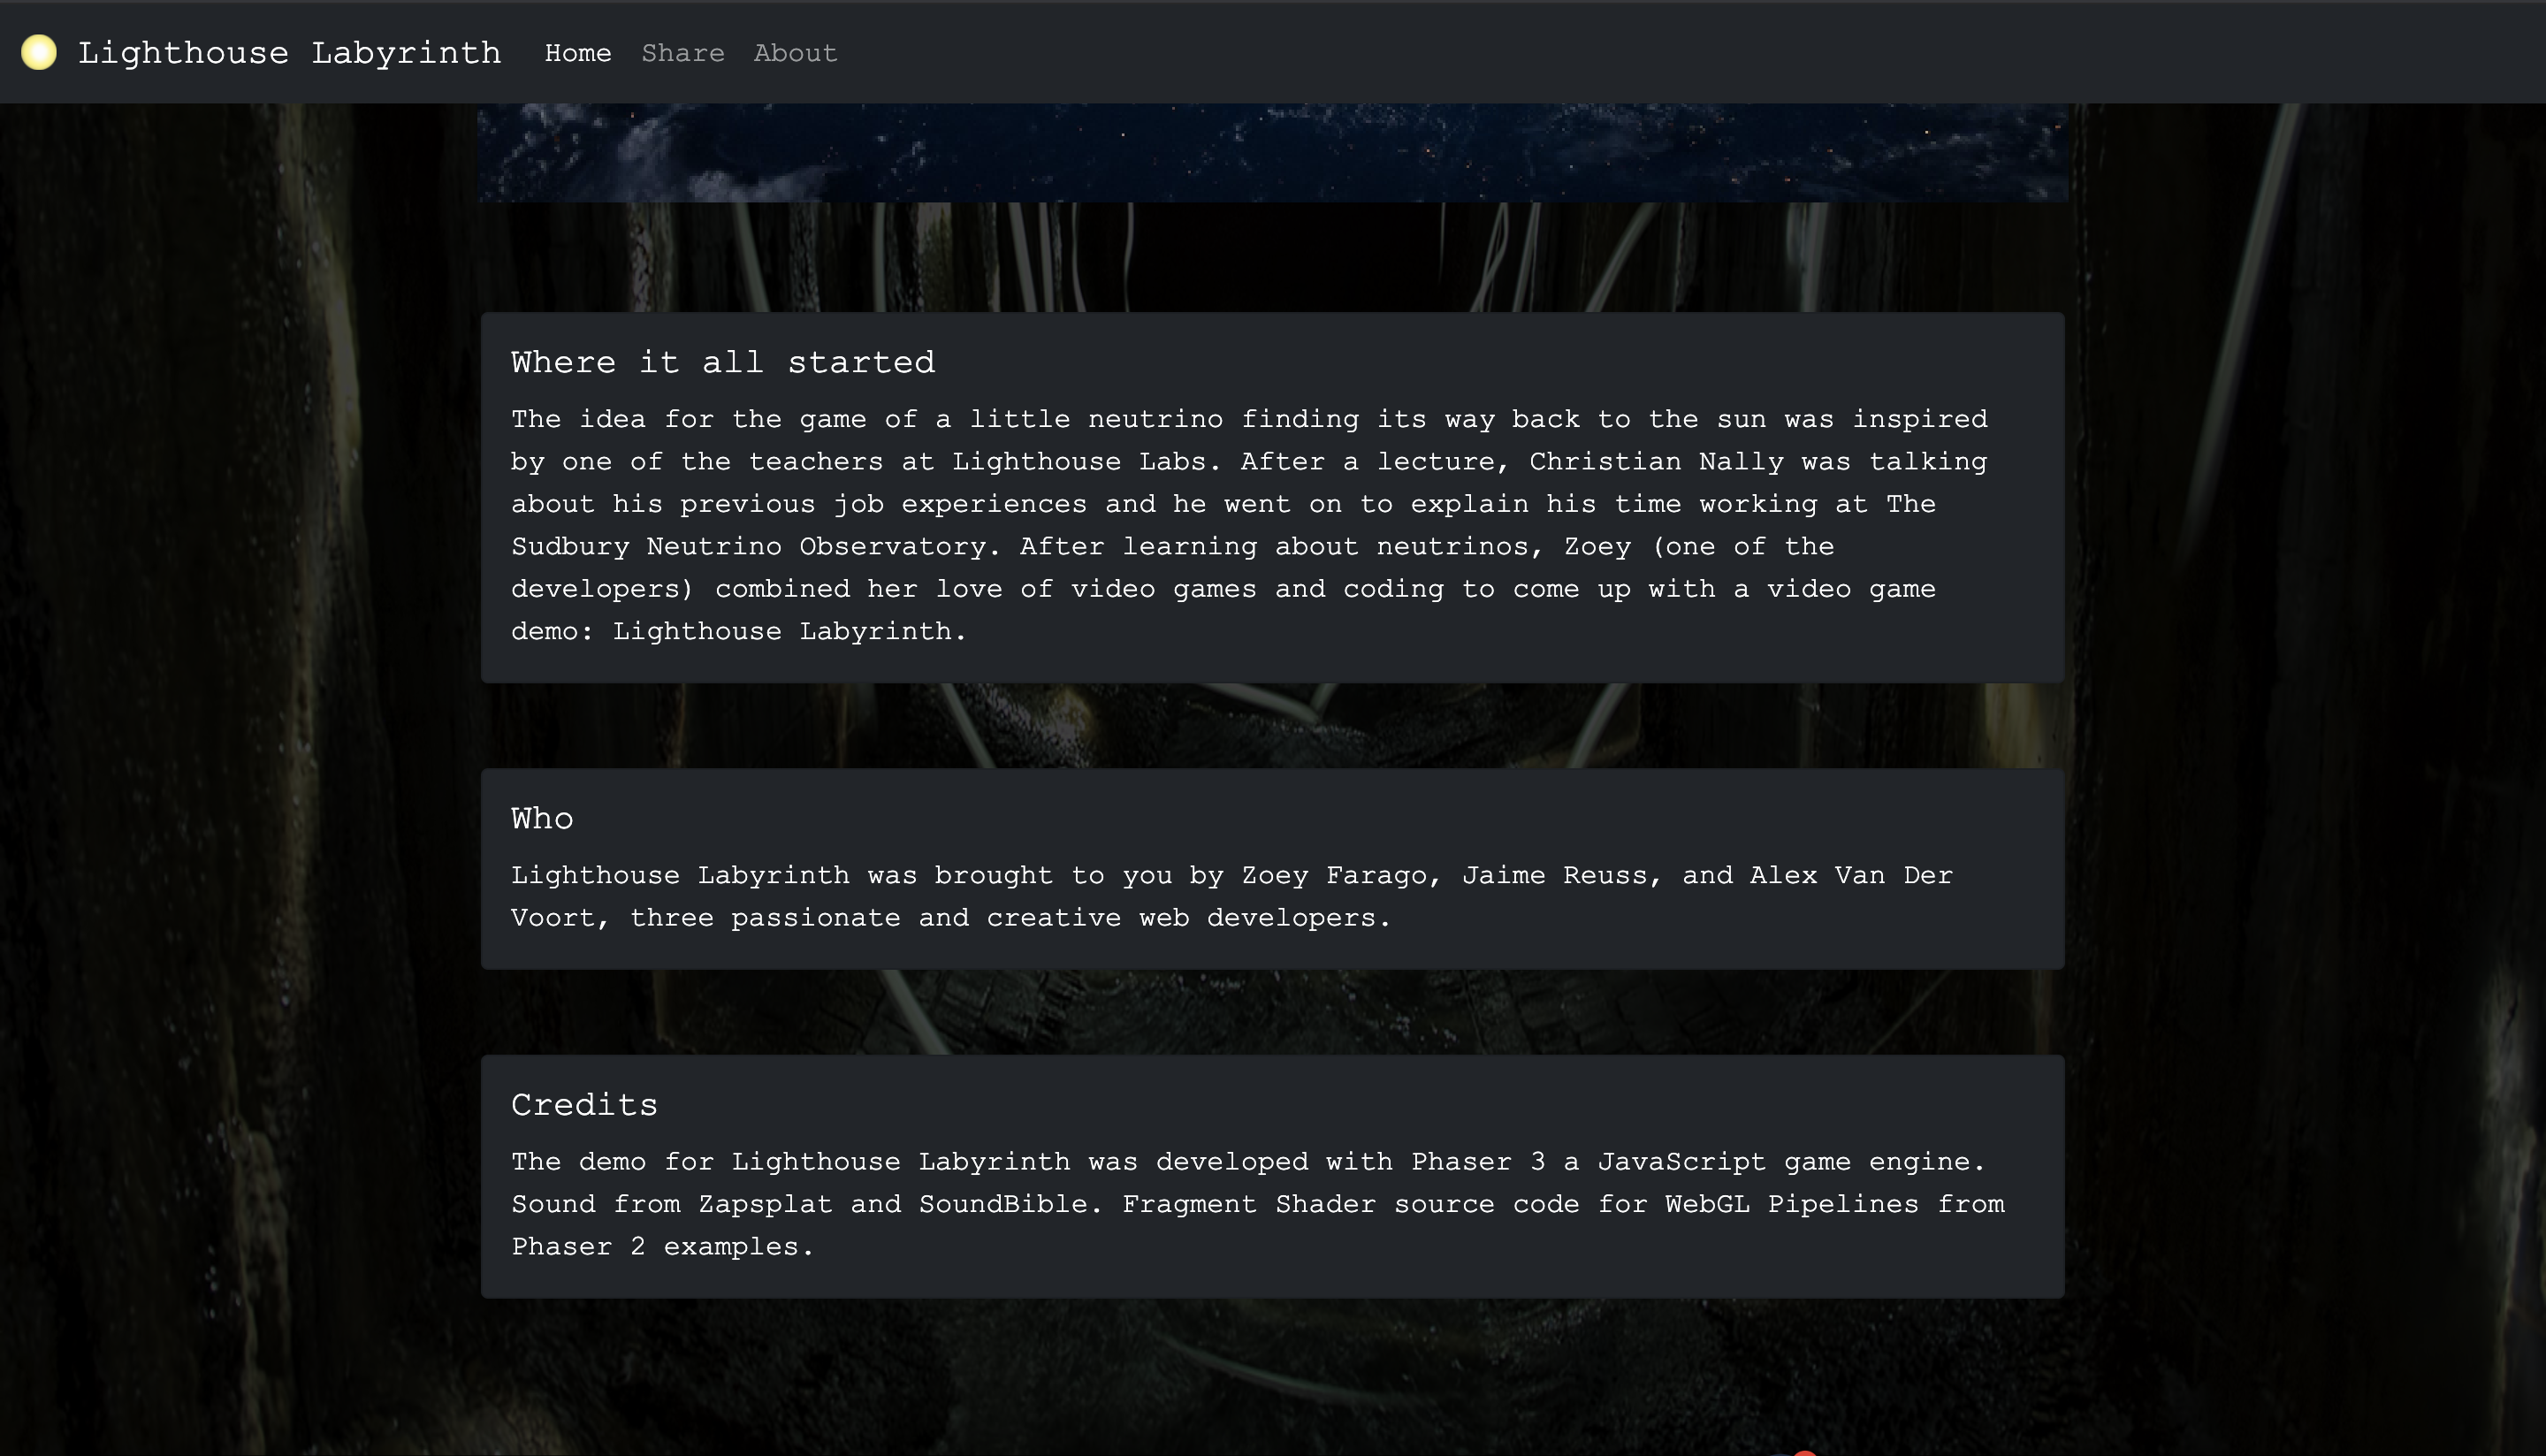 Lighthouse Labyrinth Home Share About
Where it all started
The idea for the game of a little neutrino finding its way back to the sun was inspired
by one of the teachers at Lighthouse Labs. After a lecture, Christian Nally was talking
about his previous job experiences and he went on to explain his time working at The
Sudbury Neutrino Observatory. After learning about neutrinos, Zoey (one of the
developers) combined her love of video games and coding to come up with a video game
demo: Lighthouse Labyrinth.
Who
Lighthouse Labyrinth was brought to you by Zoey Farago, Jaime Reuss, and Alex Van Der
Voort, three passionate and creative web developers.
Credits
The demo for Lighthouse Labyrinth was developed with Phaser 3 a JavaScript game engine.
Sound from Zapsplat and SoundBible. Fragment Shader source code for WebGL Pipelines from
Phaser 2 examples.